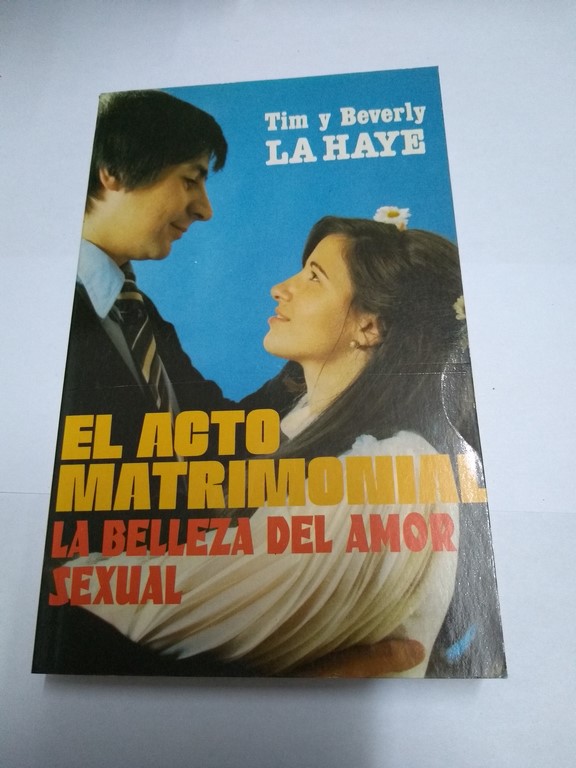 Tim y Beverly
LA HAYE
EL ACTO
MATRIMONIAL
LA BELLEZA DEL AMOR
SEXUAL